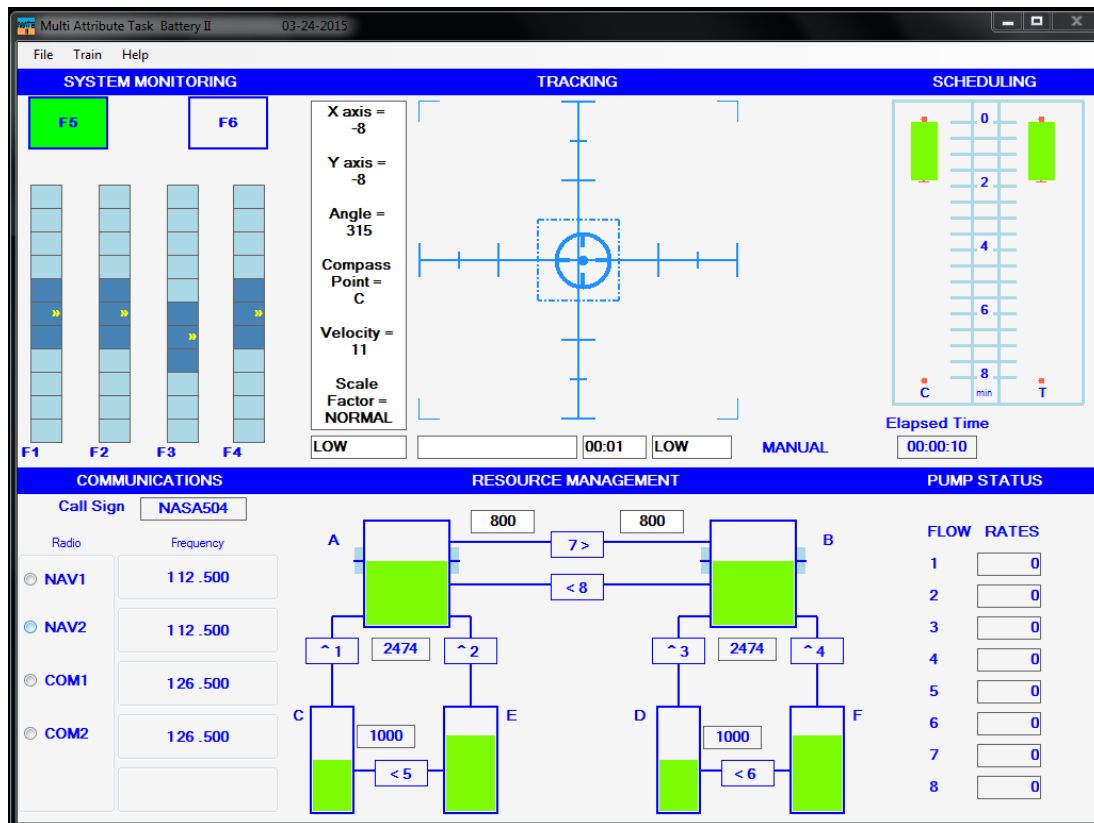 Multi Attribute Task Battery II 03-24-2015
File Train Help
SYSTEM MONITORING
F5
F6
F1
F2
F3
F4
TRACKING
X axis =
-8
Y axis =
-8
Angle =
315
Compass
Point =
C
Velocity =
11
Scale
Factor =
NORMAL
LOW
00:01
LOW
MANUAL
SCHEDULING
0
2
4
6
8
C min T
Elapsed Time
00:00:10
COMMUNICATIONS
Call Sign NASA504
Radio Frequency
NAV1 112 .500
NAV2 112 .500
COM1 126 .500
COM2 126 .500
RESOURCE MANAGEMENT
800 800
A 7 > B
< 8
^ 1 2474 ^ 2 ^ 3 2474 ^ 4
C E D F
1000 1000
< 5 < 6
PUMP STATUS
FLOW RATES
1 0
2 0
3 0
4 0
5 0
6 0
7 0
8 0